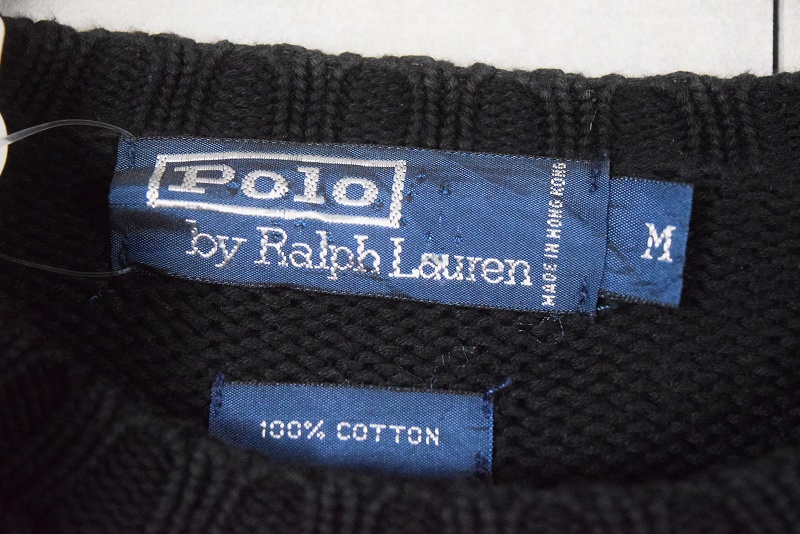 Polo
by Ralph Lauren
MADE IN HONG KONG
M
100% COTTON